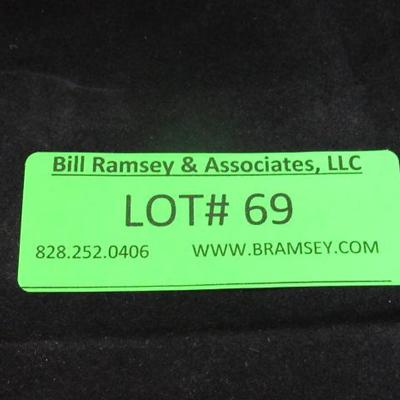 Bill Ramsey & Associates, LLC
LOT# 69
828.252.0406 WWW.BRAMSEY.COM